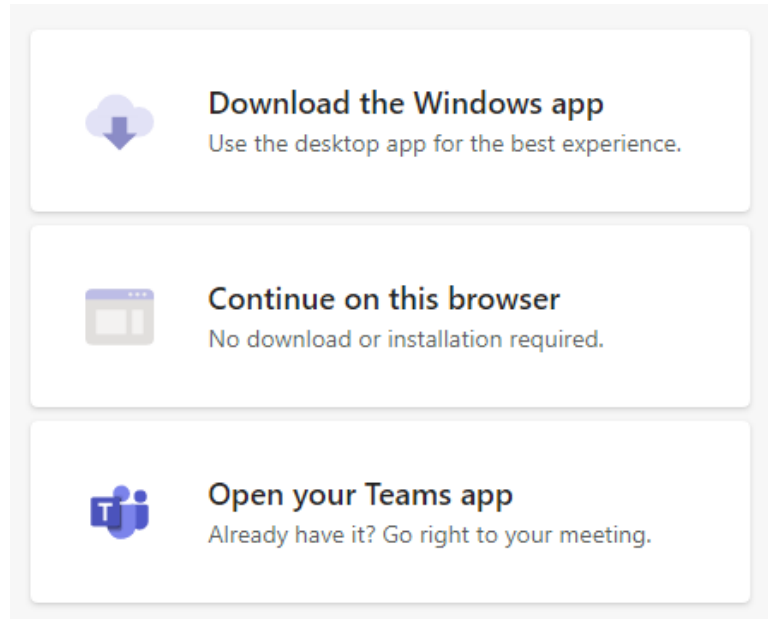 Download the Windows app
Use the desktop app for the best experience.
Continue on this browser
No download or installation required.
T
Open your Teams app
Already have it? Go right to your meeting.